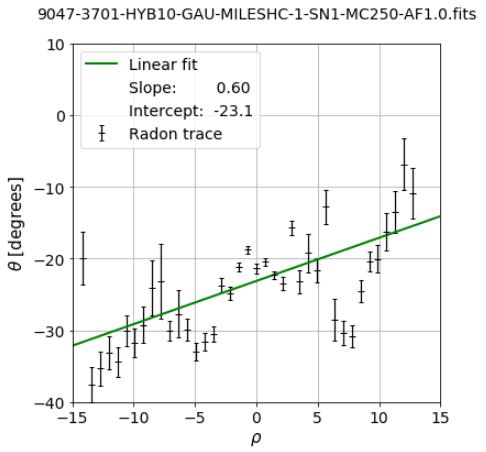 9047-3701-HYB10-GAU-MILESHC-1-SN1-MC250-AF1.0.fits
Linear fit
Slope: 0.60
Intercept: -23.1
Radon trace
10
0
−10
−20
−30
−40
θ [degrees]
−15 −10 −5 0 5 10 15
ρ